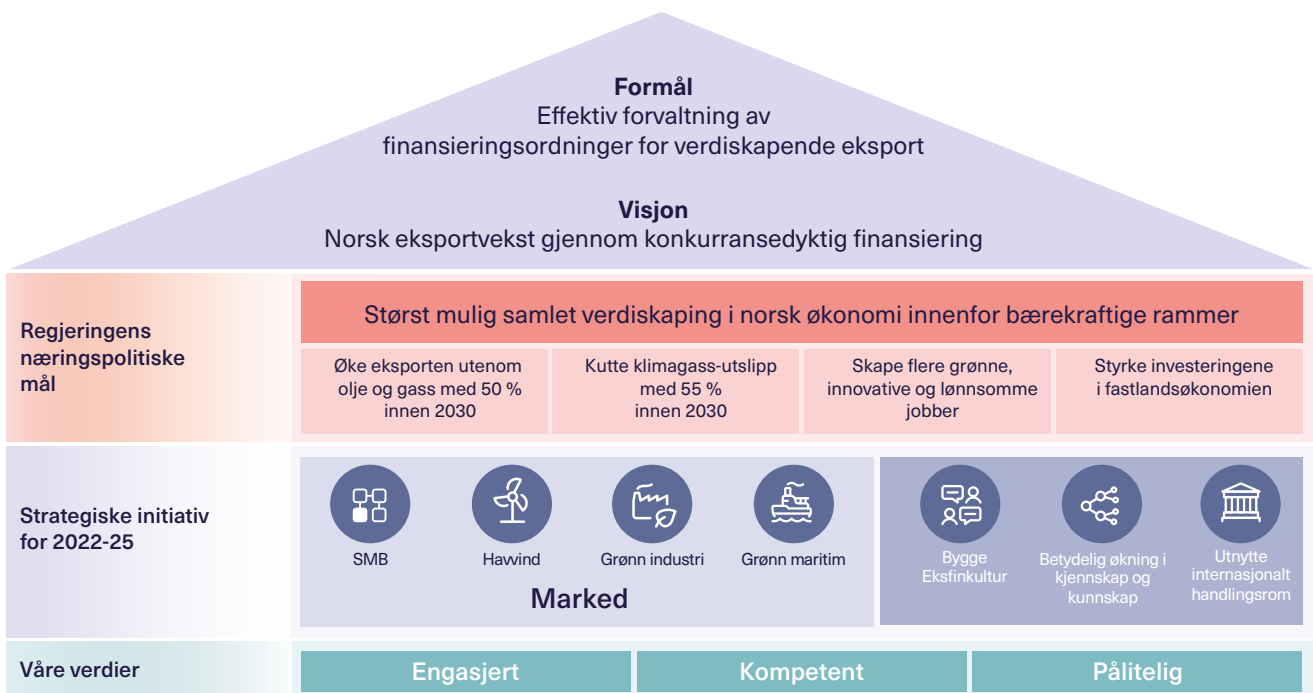 Formål
Effektiv forvaltning av
finansieringsordninger for verdiskapende eksport
Visjon
Norsk eksportvekst gjennom konkurransedyktig finansiering
Regjeringens
næringspolitiske
mål
Størst mulig samlet verdiskaping i norsk økonomi innenfor bærekraftige rammer
Øke eksporten utenom
olje og gass med 50 %
innen 2030
Kutte klimagass-utslipp
med 55 %
innen 2030
Skape flere grønne,
innovative og lønnsomme
jobber
Styrke investeringene
i fastlandsøkonomien
Strategiske initiativ
for 2022-25
SMB
Havvind
Grønn industri
Grønn maritim
Marked
Bygge
Eksfinkultur
Betydelig økning i
kjennskap og
kunnskap
Utnytte
internasjonalt
handlingsrom
Våre verdier
Engasjert
Kompetent
Pålitelig